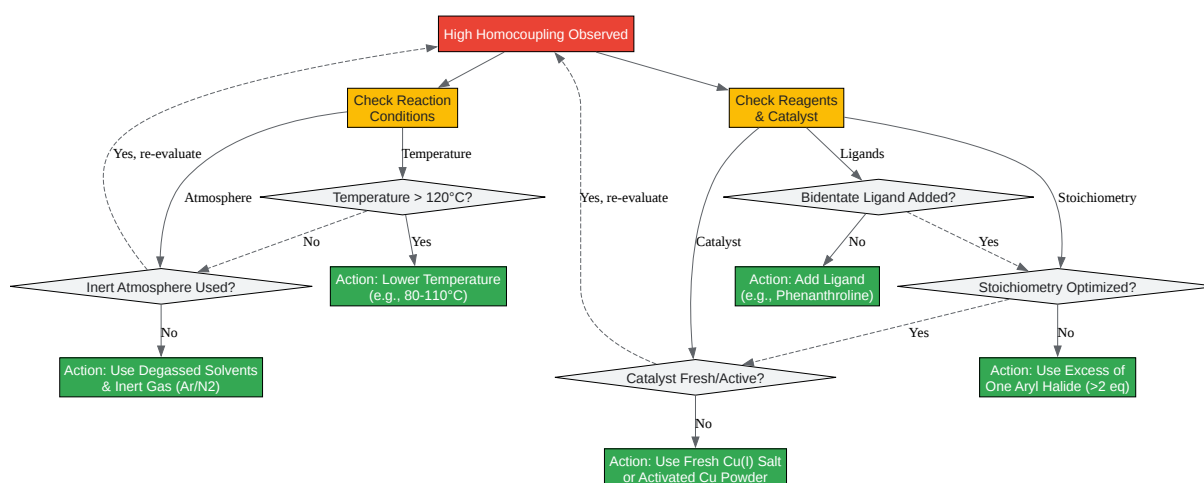 High Homocoupling Observed
Check Reaction
Conditions
Check Reagents
& Catalyst
Yes, re-evaluate
Temperature
Ligands
Yes, re-evaluate
Atmosphere
Temperature > 120°C?
Bidentate Ligand Added?
Stoichiometry
No
Yes
Catalyst
No
Yes
Inert Atmosphere Used?
Action: Lower Temperature
(e.g., 80-110°C)
Action: Add Ligand
(e.g., Phenanthroline)
Stoichiometry Optimized?
No
Yes
No
Action: Use Degassed Solvents
& Inert Gas (Ar/N2)
Catalyst Fresh/Active?
Action: Use Excess of
One Aryl Halide (>2 eq)
No
Action: Use Fresh Cu(I) Salt
or Activated Cu Powder